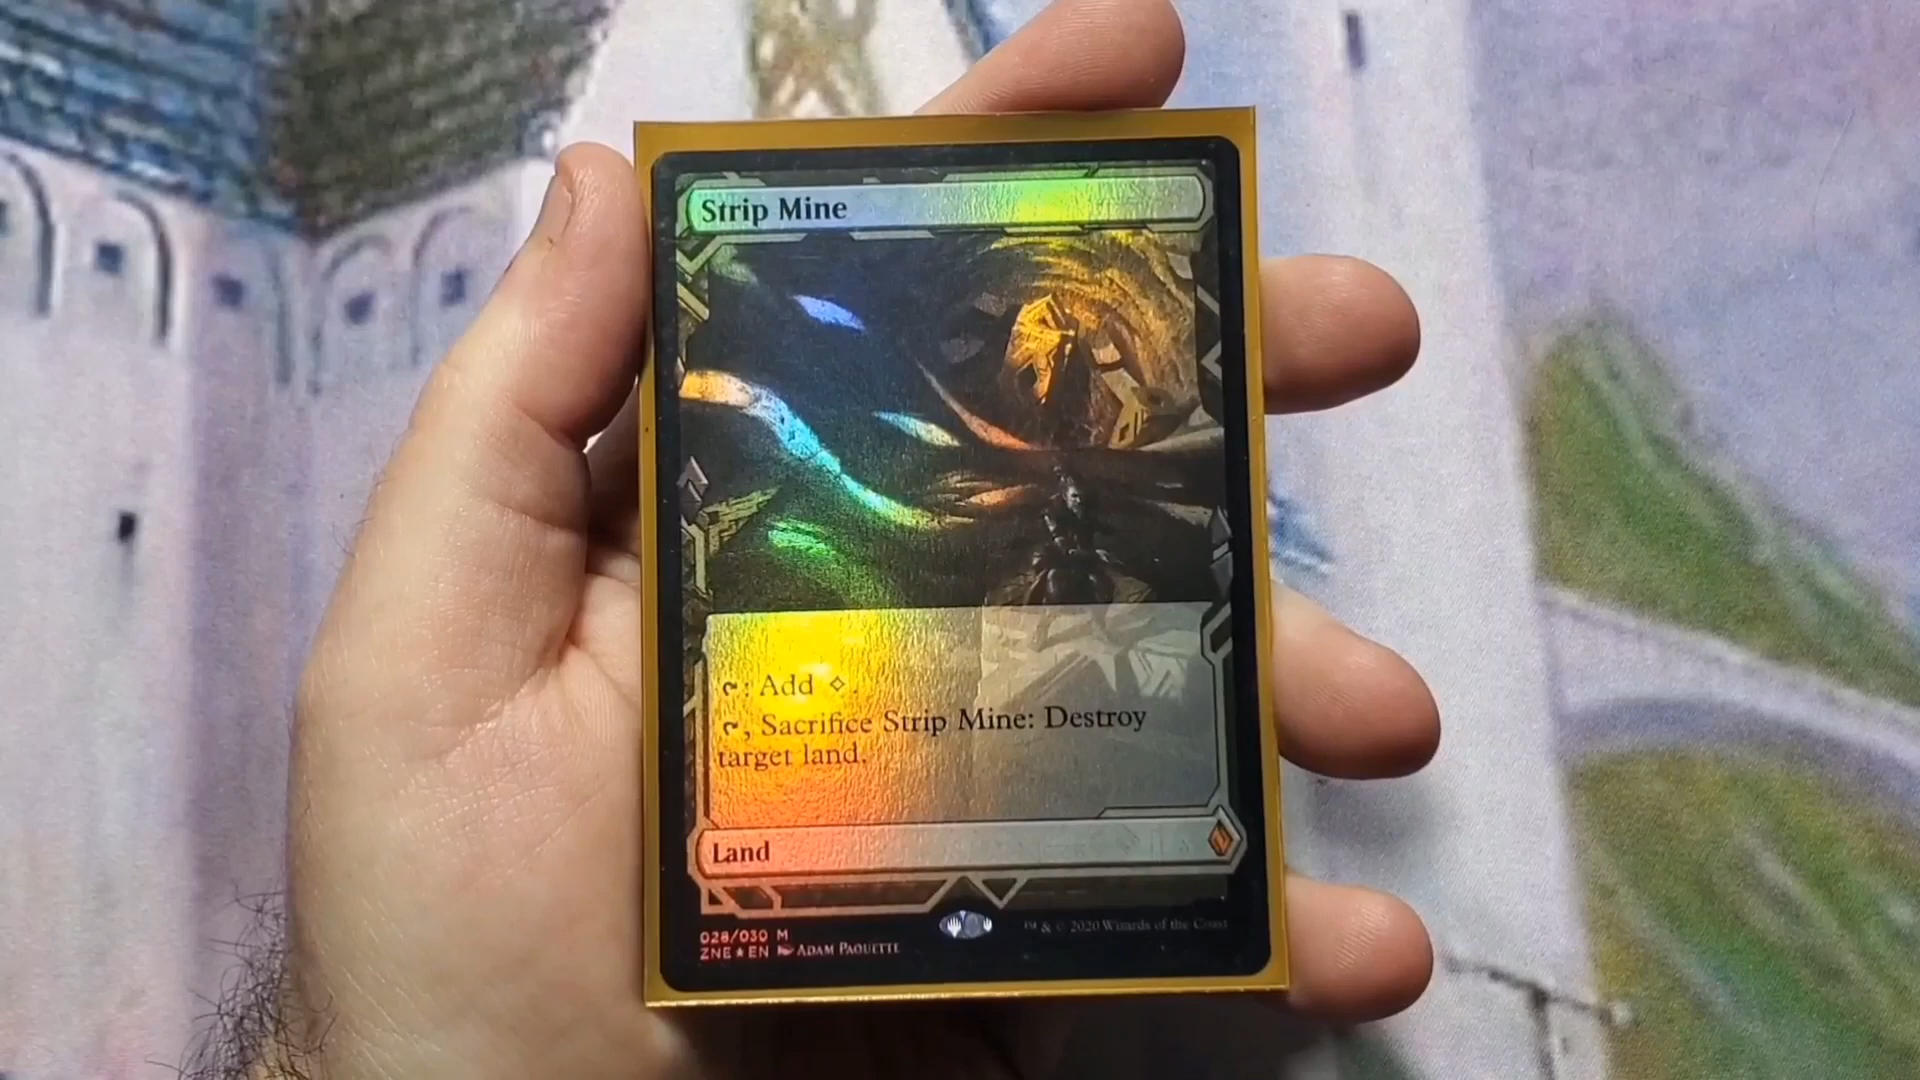 Strip Mine
: Add .
, Sacrifice Strip Mine: Destroy
target land.
Land
028/030 M
ZNE★EN ADAM PAQUETTE
™ & © 2020 Wizards of the Coast